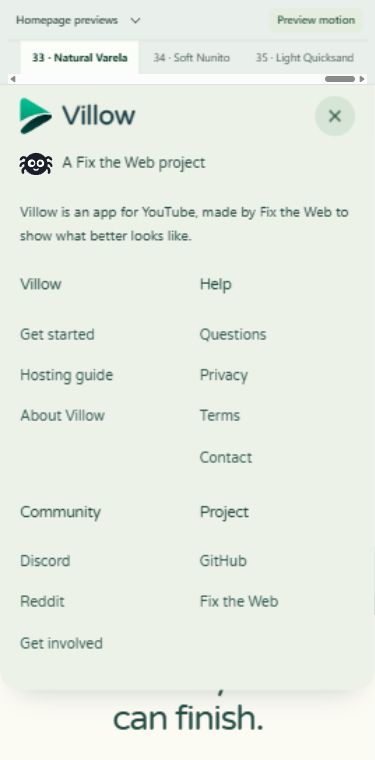 Homepage previews
Preview motion
33 · Natural Varela
34 · Soft Nunito
35 · Light Quicksand
Villow
A Fix the Web project
Villow is an app for YouTube, made by Fix the Web to
show what better looks like.
Villow
Get started
Hosting guide
About Villow
Help
Questions
Privacy
Terms
Contact
Community
Discord
Reddit
Get involved
Project
GitHub
Fix the Web
can finish.